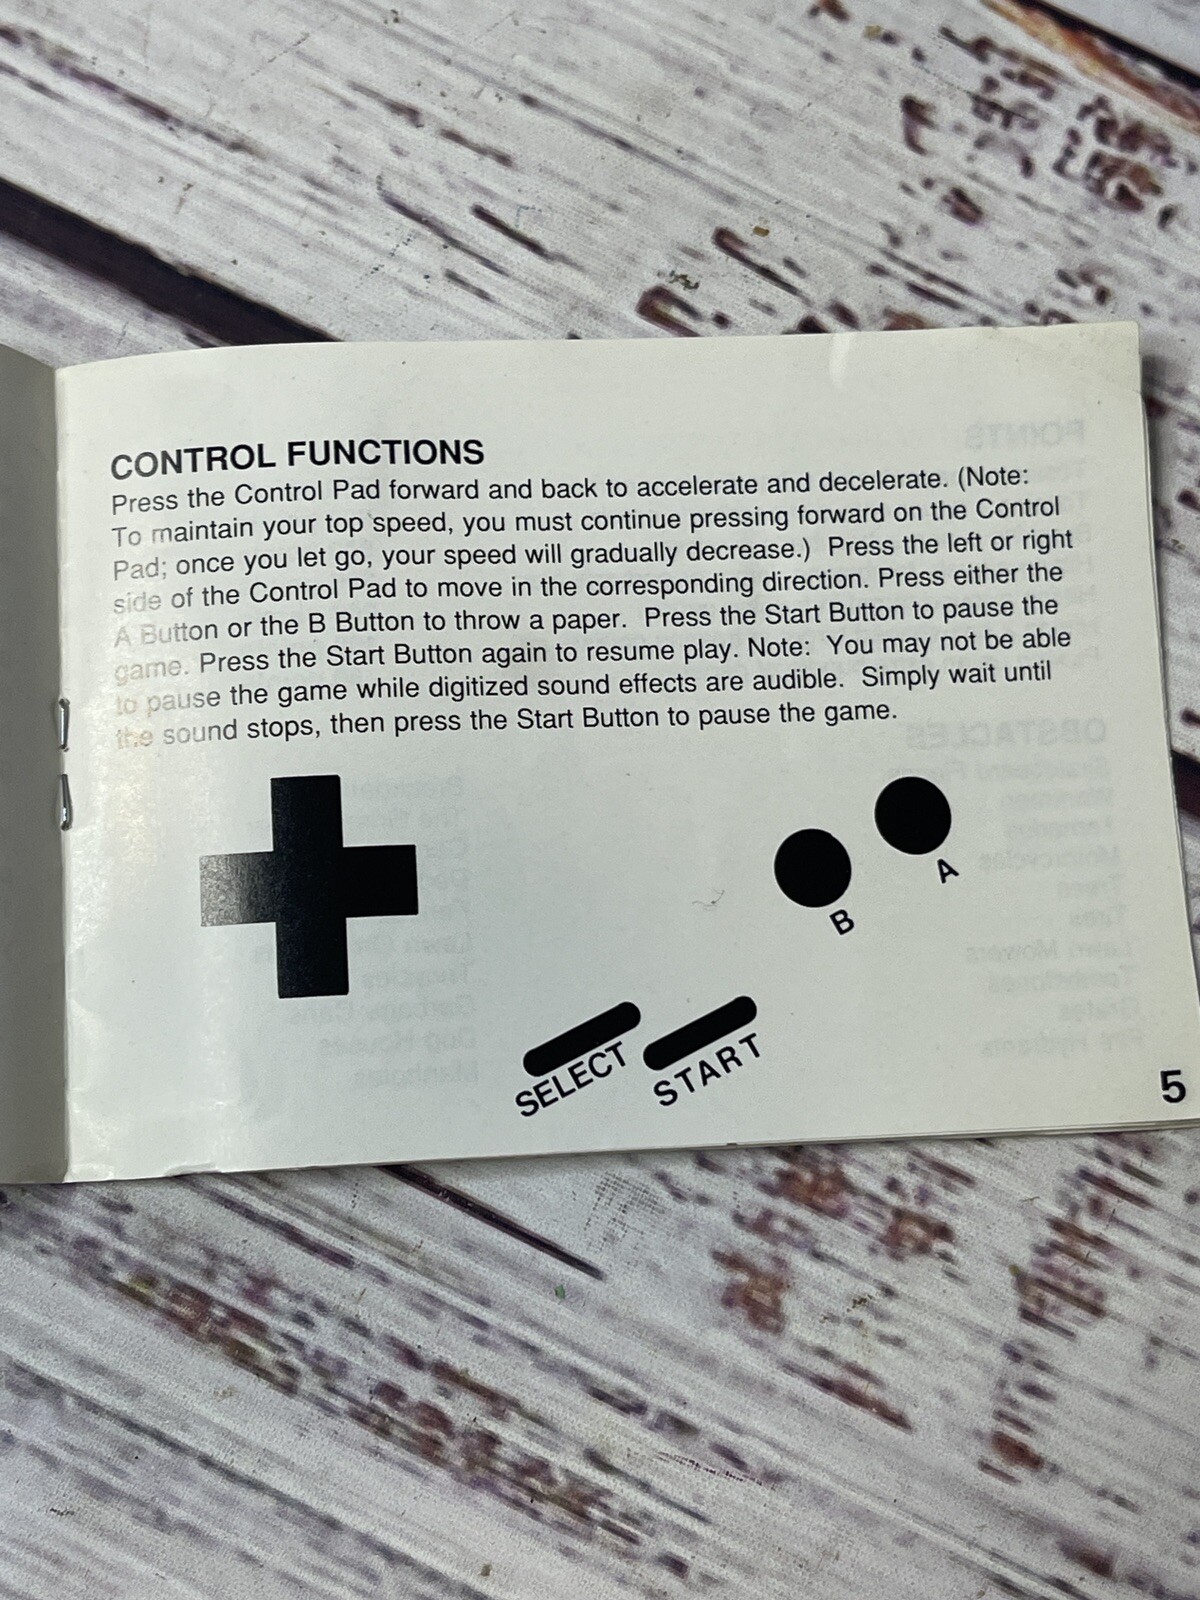 CONTROL FUNCTIONS
Press the Control Pad forward and back to accelerate and decelerate. (Note:
To maintain your top speed, you must continue pressing forward on the Control
Pad; once you let go, your speed will gradually decrease.) Press the left or right
side of the Control Pad to move in the corresponding direction. Press either the
A Button or the B Button to throw a paper. Press the Start Button to pause the
game. Press the Start Button again to resume play. Note: You may not be able
to pause the game while digitized sound effects are audible. Simply wait until
the sound stops, then press the Start Button to pause the game.
A
B
SELECT
START
5